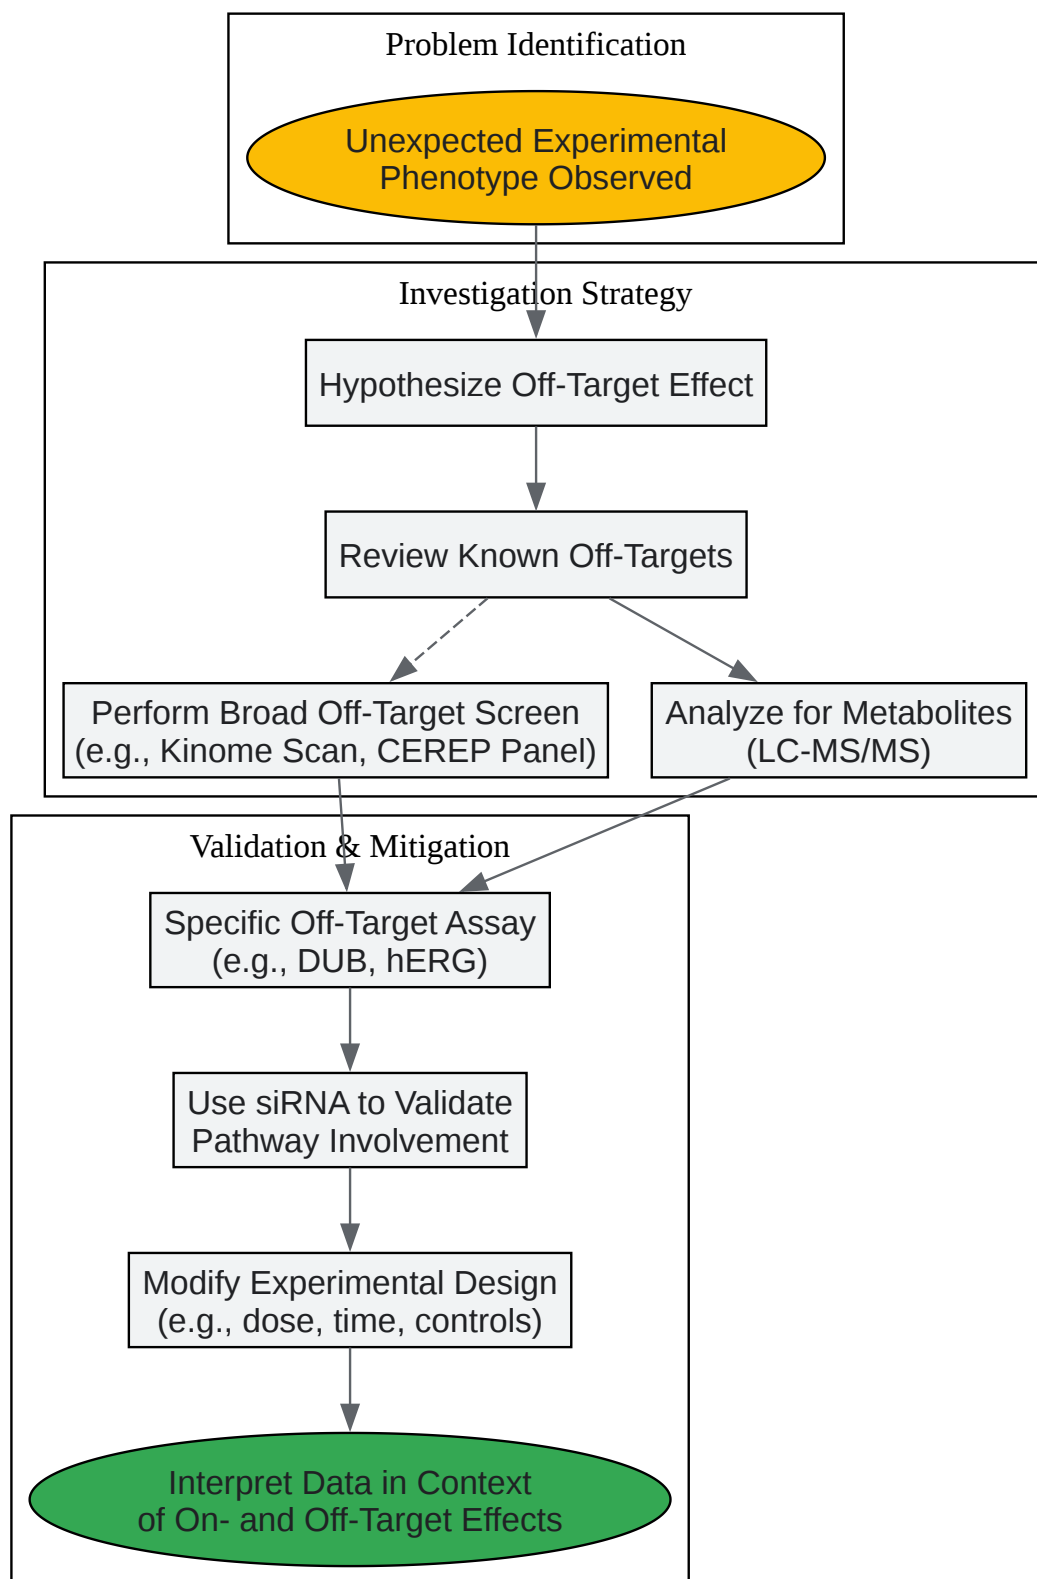 Problem Identification
Unexpected Experimental
Phenotype Observed
Investigation Strategy
Hypothesize Off-Target Effect
Review Known Off-Targets
Perform Broad Off-Target Screen
(e.g., Kinome Scan, CEREP Panel)
Analyze for Metabolites
(LC-MS/MS)
Validation & Mitigation
Specific Off-Target Assay
(e.g., DUB, hERG)
Use siRNA to Validate
Pathway Involvement
Modify Experimental Design
(e.g., dose, time, controls)
Interpret Data in Context
of On- and Off-Target Effects